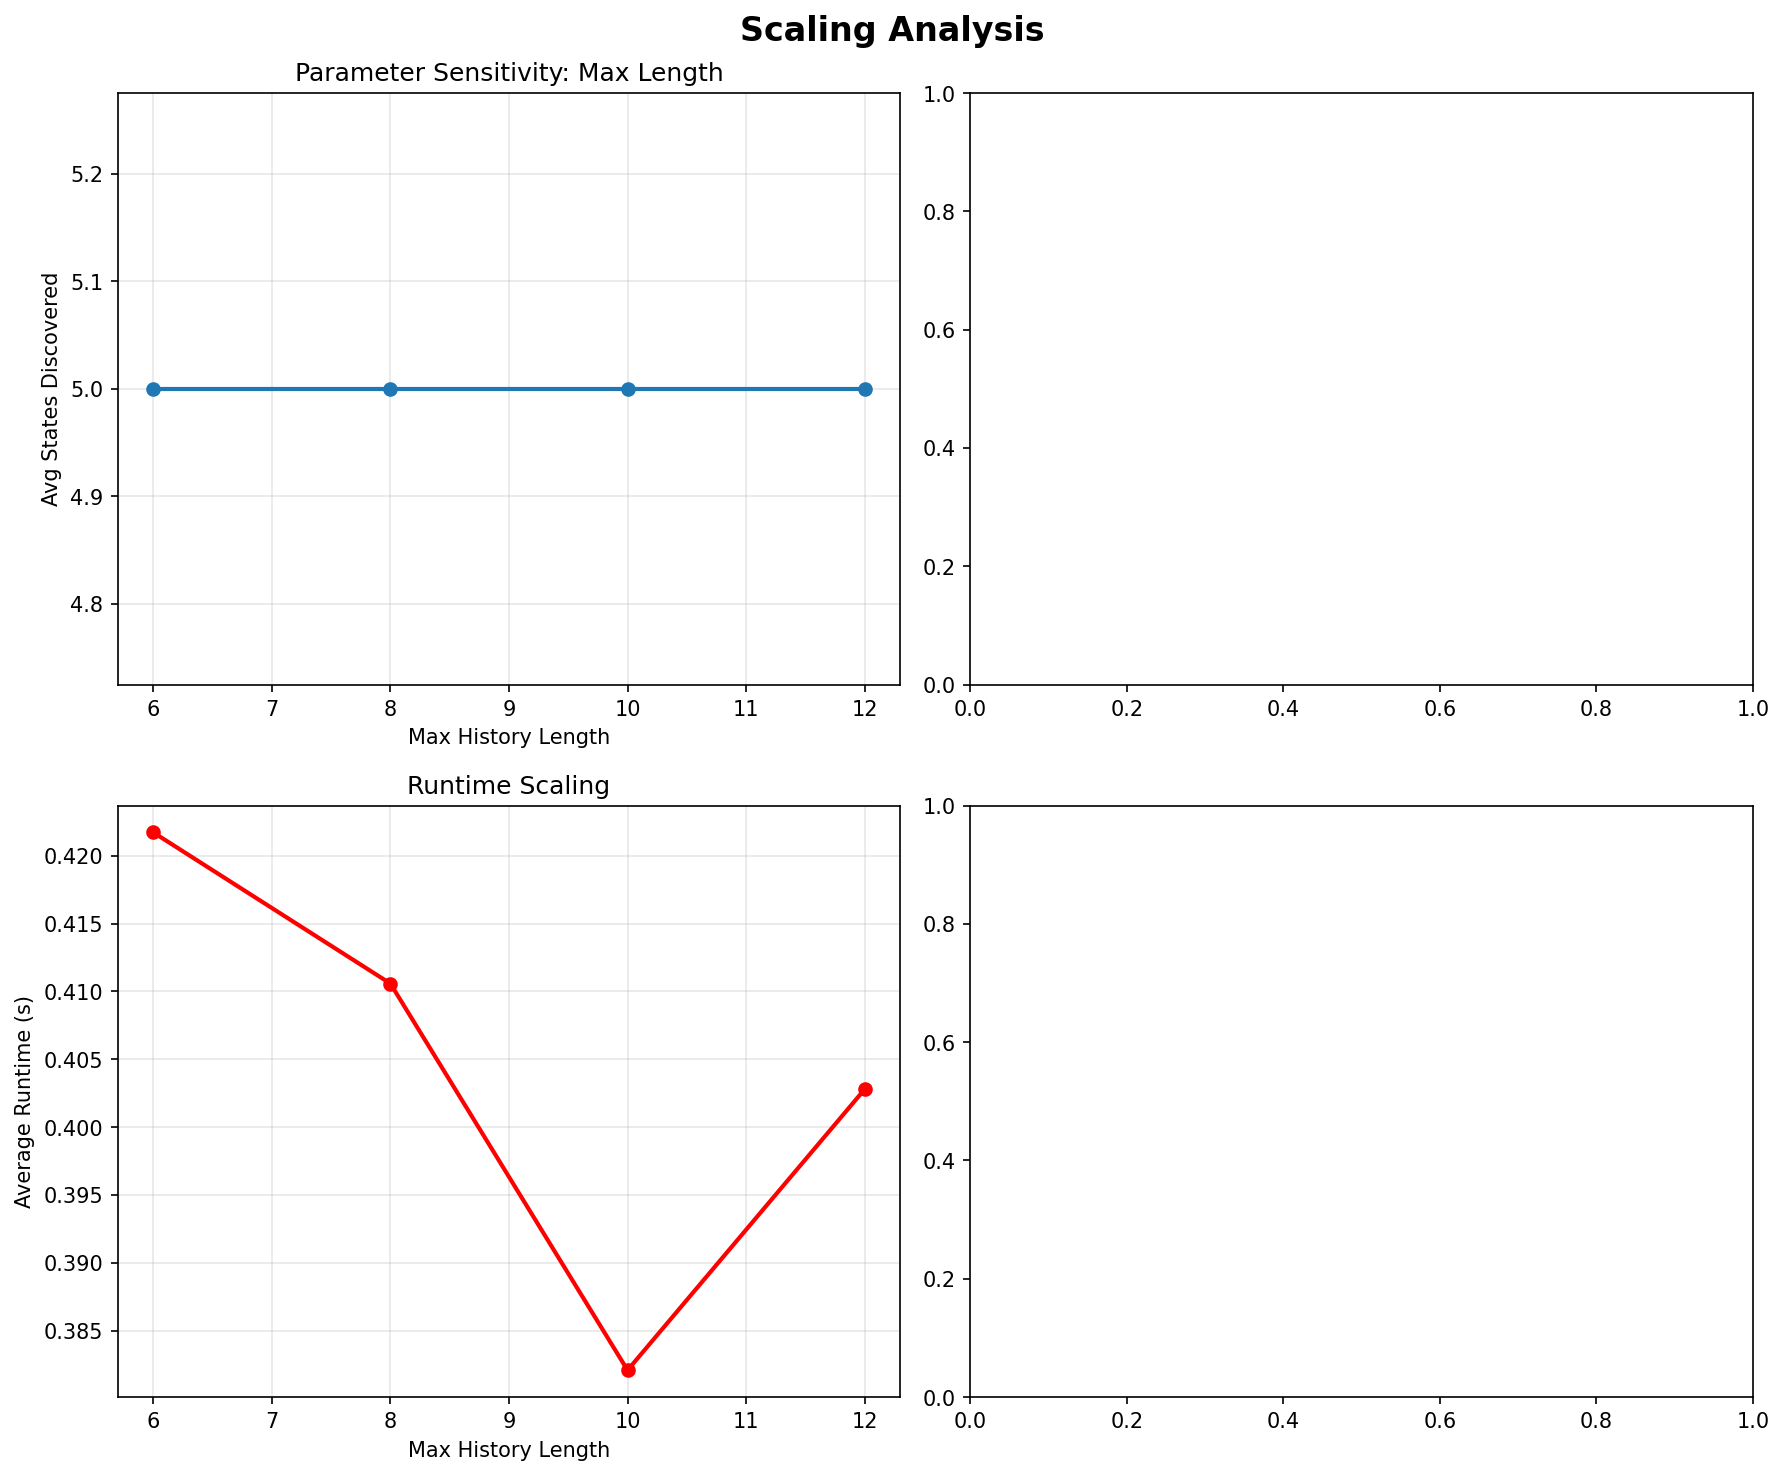 Scaling Analysis
Parameter Sensitivity: Max Length
Avg States Discovered
5.2
5.1
5.0
4.9
4.8
6 7 8 9 10 11 12
Max History Length
1.0
0.8
0.6
0.4
0.2
0.0
0.0 0.2 0.4 0.6 0.8 1.0
Runtime Scaling
Average Runtime (s)
0.420
0.415
0.410
0.405
0.400
0.395
0.390
0.385
6 7 8 9 10 11 12
Max History Length
1.0
0.8
0.6
0.4
0.2
0.0
0.0 0.2 0.4 0.6 0.8 1.0